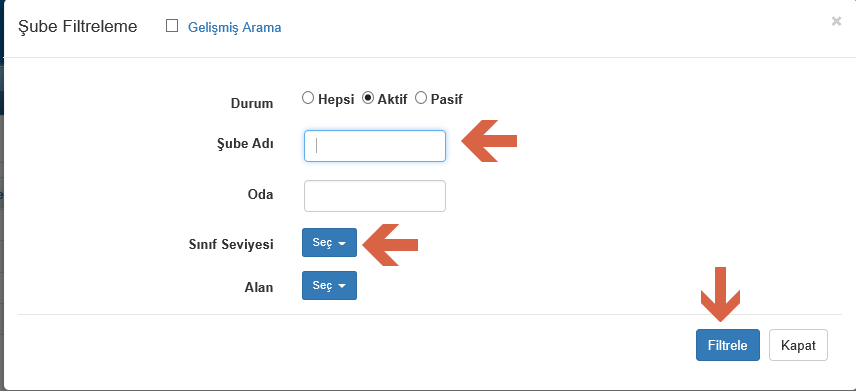 Şube Filtreleme Gelişmiş Arama ×
Durum Hepsi Aktif Pasif
Şube Adı
Oda
Sınıf Seviyesi Seç
Alan Seç
Filtrele Kapat